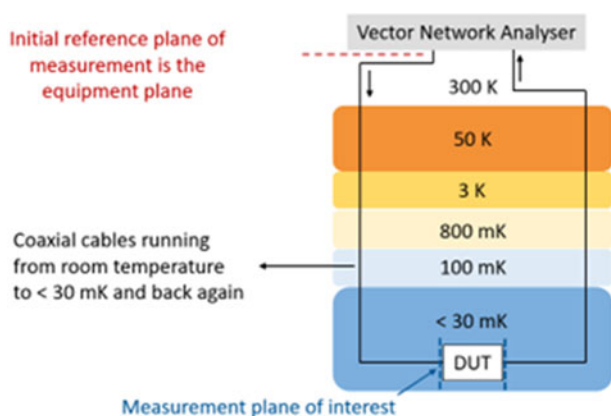 Vector Network Analyser
Initial reference plane of
measurement is the
equipment plane
300 K
50 K
3 K
800 mK
Coaxial cables running
from room temperature
to < 30 mK and back again
100 mK
< 30 mK
DUT
Measurement plane of interest